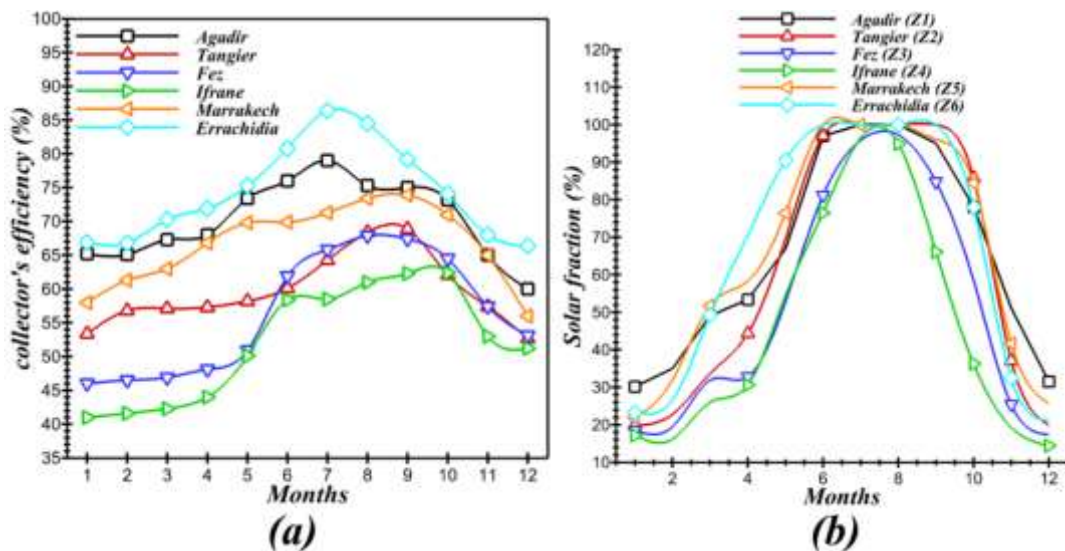 100
95
90
85
80
75
70
65
60
55
50
45
40
35
collector's efficiency (%)
Agadir
Tangier
Fez
Ifrane
Marrakech
Errachidia
1 2 3 4 5 6 7 8 9 10 11 12
Months
(a)
Agadir (Z1)
Tangier (Z2)
Fez (Z3)
Ifrane (Z4)
Marrakech (Z5)
Errachidia (Z6)
120
110
100
90
80
70
60
50
40
30
20
10
Solar fraction (%)
2 4 6 8 10 12
Months
(b)